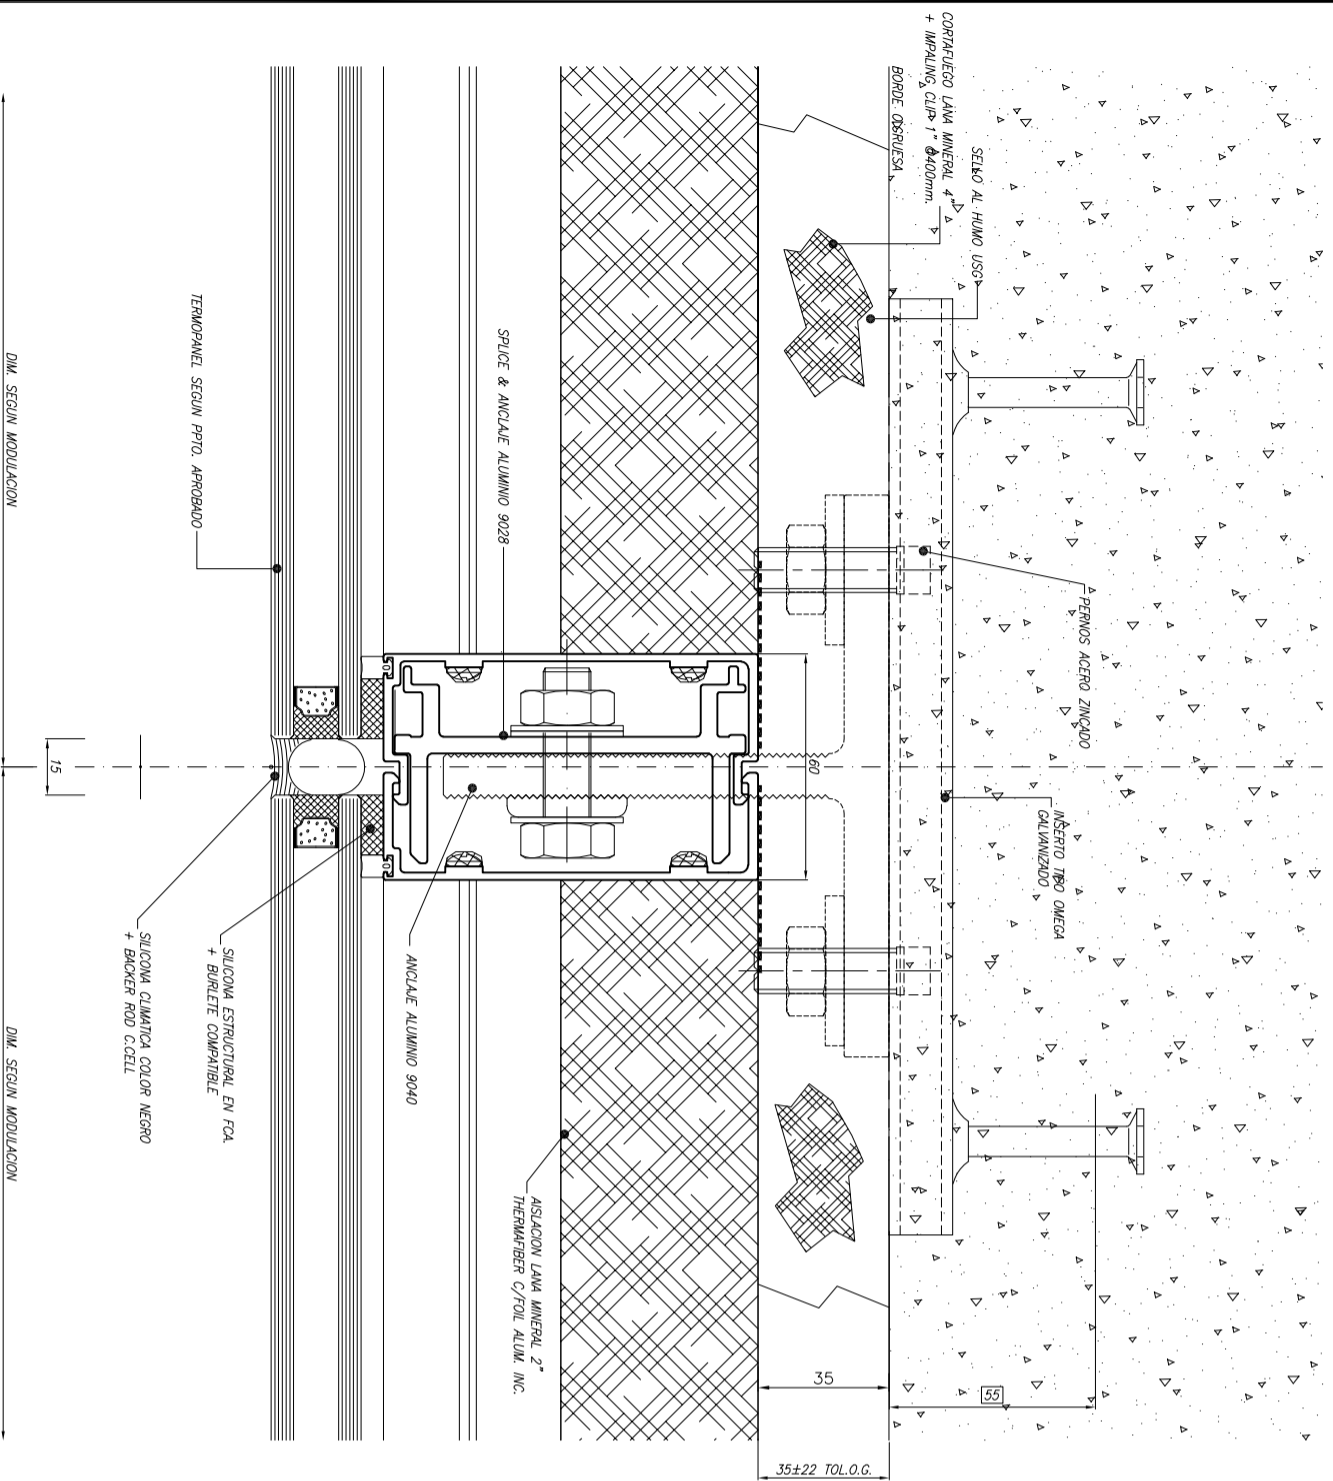 CORTAFUEGO LANA MINERAL 4"
+ IMPALING CLIP 1" @400mm.
SELLO AL HUMO USG
BORDE O.GRUESA
PERNOS ACERO ZINCADO
INSERTO TIPO OMEGA
GALVANIZADO
SPLICE & ANCLAJE ALUMINIO 9028
60
ANCLAJE ALUMINIO 9040
AISLACION LANA MINERAL 2"
THERMAFIBER C/FOIL ALUM. INC.
35
55
35±22 TOL.O.G.
TERMOPANEL SEGUN PPTO. APROBADO
15
SILICONA ESTRUCTURAL EN FCA.
+ BURLETE COMPATIBLE
SILICONA CLIMATICA COLOR NEGRO
+ BACKER ROD C.CELL
DIM. SEGUN MODULACION
DIM. SEGUN MODULACION